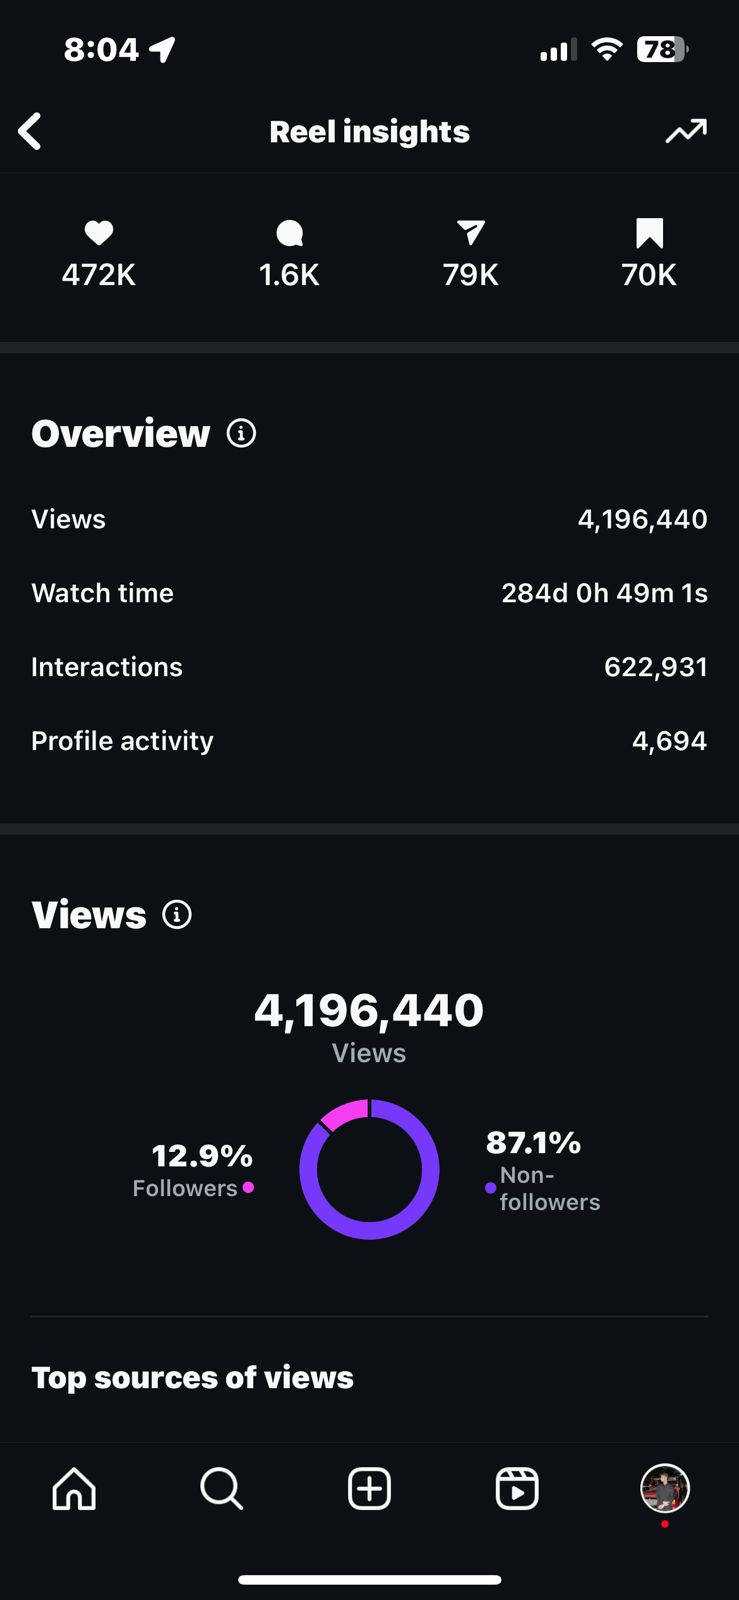 8:04
78
Reel insights
472K 1.6K 79K 70K
Overview
Views 4,196,440
Watch time 284d 0h 49m 1s
Interactions 622,931
Profile activity 4,694
Views
4,196,440
Views
12.9%
Followers
87.1%
Non-
followers
Top sources of views